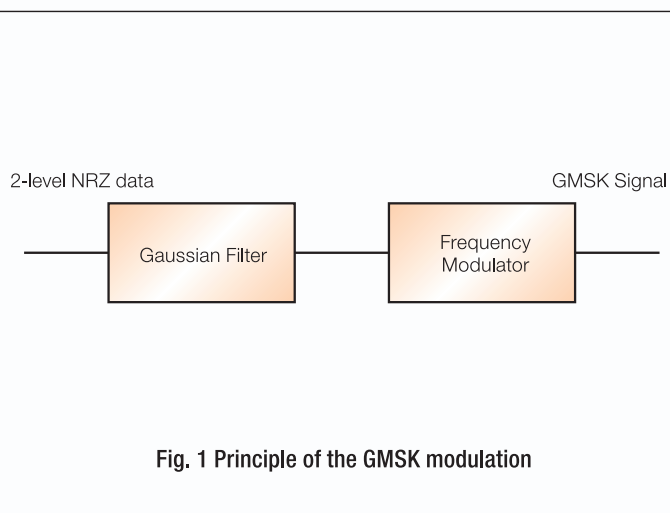 2-level NRZ data
GMSK Signal
Gaussian Filter
Frequency
Modulator
Fig. 1 Principle of the GMSK modulation